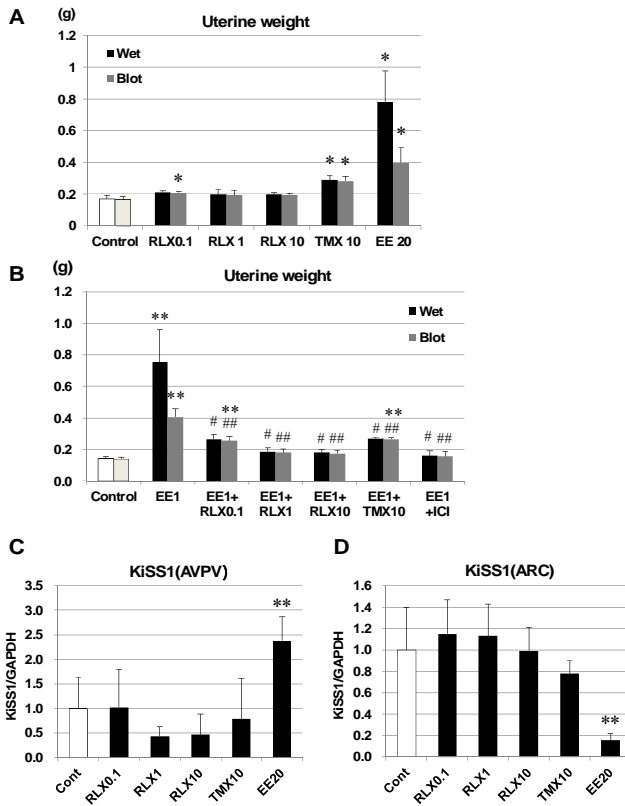 A
(g)
Uterine weight
1.2
1
0.8
0.6
0.4
0.2
0
Wet
Blot
*
* *
*
*
Control RLX0.1 RLX 1 RLX 10 TMX 10 EE 20
B
(g)
Uterine weight
1.2
1.0
0.8
0.6
0.4
0.2
0.0
Wet
Blot
**
**
**
# ##
# ##
# ##
**
# ##
# ##
Control EE1 EE1+ EE1+ EE1+ EE1+ EE1
RLX0.1 RLX1 RLX10 TMX10 +ICI
C
KiSS1(AVPV)
KiSS1/GAPDH
3.5
3.0
2.5
2.0
1.5
1.0
0.5
0.0
**
Cont RLX0.1 RLX1 RLX10 TMX10 EE20
D
KiSS1(ARC)
KiSS1/GAPDH
1.6
1.4
1.2
1.0
0.8
0.6
0.4
0.2
0
**
Cont RLX0.1 RLX1 RLX10 TMX10 EE20